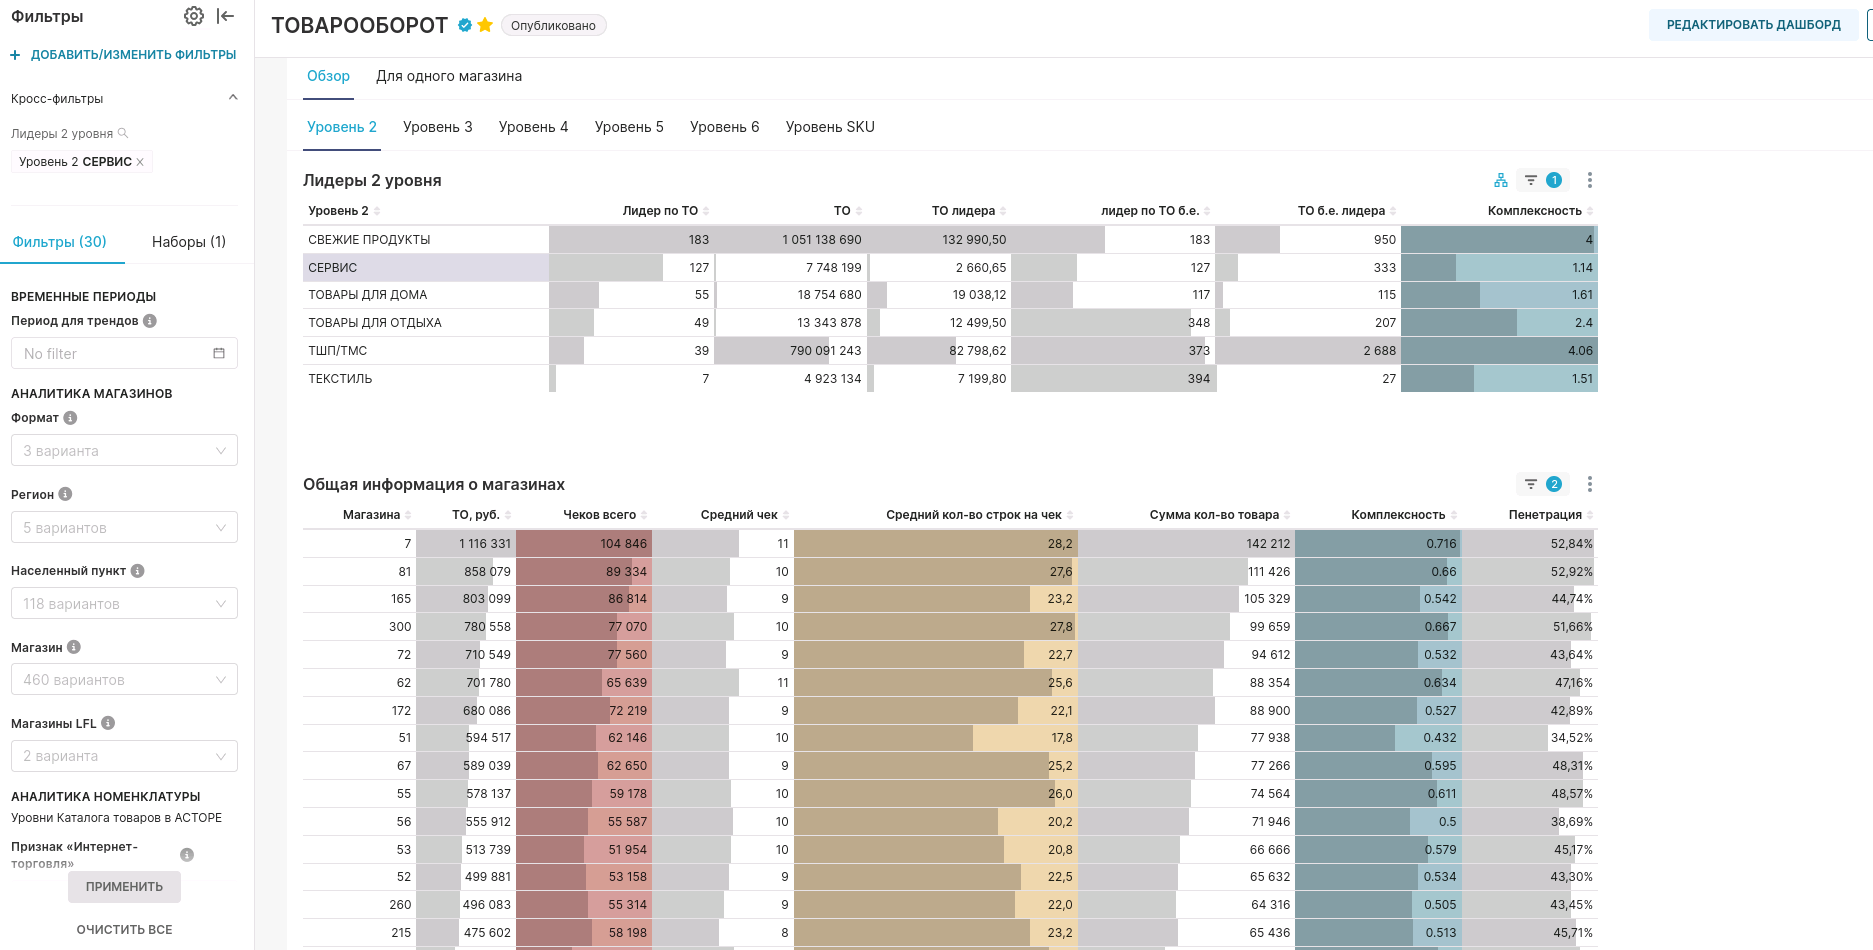 Фильтры
ДОБАВИТЬ/ИЗМЕНИТЬ ФИЛЬТРЫ
Кросс-фильтры
Лидеры 2 уровня
Уровень 2 СЕРВИС
Фильтры (30) Наборы (1)
ВРЕМЕННЫЕ ПЕРИОДЫ
Период для трендов
No filter
АНАЛИТИКА МАГАЗИНОВ
Формат
3 варианта
Регион
5 вариантов
Населенный пункт
118 вариантов
Магазин
460 вариантов
Магазины LFL
2 варианта
АНАЛИТИКА НОМЕНКЛАТУРЫ
Уровни Каталога товаров в АСТОРЕ
Признак «Интернет-
торговля»
ПРИМЕНИТЬ
ОЧИСТИТЬ ВСЕ
ТОВАРООБОРОТ Опубликовано РЕДАКТИРОВАТЬ ДАШБОРД
Обзор Для одного магазина
Уровень 2 Уровень 3 Уровень 4 Уровень 5 Уровень 6 Уровень SKU
Лидеры 2 уровня 1
Уровень 2 Лидер по ТО ТО ТО лидера лидер по ТО б.е. ТО б.е. лидера Комплексность
СВЕЖИЕ ПРОДУКТЫ 183 1 051 138 690 132 990,50 183 950 4
СЕРВИС 127 7 748 199 2 660,65 127 333 1.14
ТОВАРЫ ДЛЯ ДОМА 55 18 754 680 19 038,12 117 115 1.61
ТОВАРЫ ДЛЯ ОТДЫХА 49 13 343 878 12 499,50 348 207 2.4
ТШП/ТМС 39 790 091 243 82 798,62 373 2 688 4.06
ТЕКСТИЛЬ 7 4 923 134 7 199,80 394 27 1.51
Общая информация о магазинах 2
Магазина ТО, руб. Чеков всего Средний чек Средний кол-во строк на чек Сумма кол-во товара Комплексность Пенетрация
7 1 116 331 104 846 11 28,2 142 212 0.716 52,84%
81 858 079 89 334 10 27,6 111 426 0.66 52,92%
165 803 099 86 814 9 23,2 105 329 0.542 44,74%
300 780 558 77 070 10 27,8 99 659 0.667 51,66%
72 710 549 77 560 9 22,7 94 612 0.532 43,64%
62 701 780 65 639 11 25,6 88 354 0.634 47,16%
172 680 086 72 219 9 22,1 88 900 0.527 42,89%
51 594 517 62 146 10 17,8 77 938 0.432 34,52%
67 589 039 62 650 9 25,2 77 266 0.595 48,31%
55 578 137 59 178 10 26,0 74 564 0.611 48,57%
56 555 912 55 587 10 20,2 71 946 0.5 38,69%
53 513 739 51 954 10 20,8 66 666 0.579 45,17%
52 499 881 53 158 9 22,5 65 632 0.534 43,30%
260 496 083 55 314 9 22,0 64 316 0.505 43,45%
215 475 602 58 198 8 23,2 65 436 0.513 45,71%